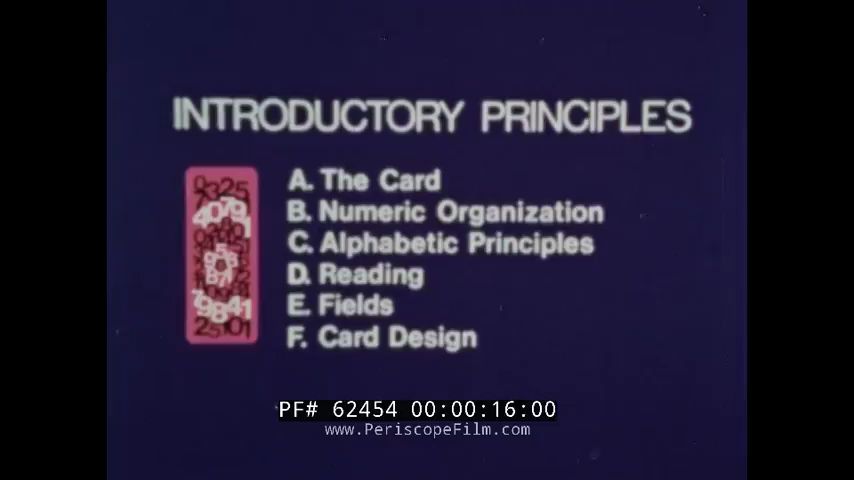 INTRODUCTORY PRINCIPLES
A. The Card
B. Numeric Organization
C. Alphabetic Principles
D. Reading
E. Fields
F. Card Design
PF# 62454 00:00:16:00
www.PeriscopeFilm.com